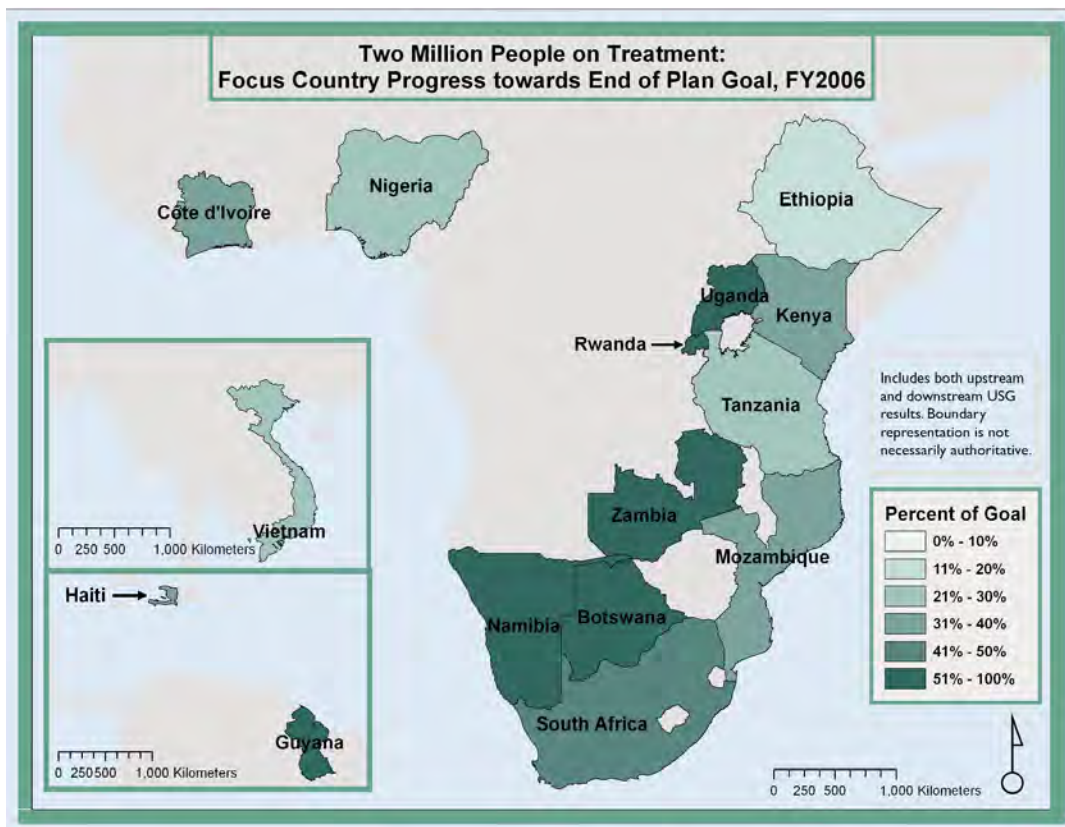 Two Million People on Treatment:
Focus Country Progress towards End of Plan Goal, FY2006
Côte d'Ivoire
Nigeria
Ethiopia
Uganda
Kenya
Rwanda
Tanzania
Includes both upstream
and downstream USG
results. Boundary
representation is not
necessarily authoritative.
Zambia
Mozambique
Namibia
Botswana
South Africa
Vietnam
0 250 500 1,000 Kilometers
Haiti
Guyana
0 250 500 1,000 Kilometers
Percent of Goal
0% - 10%
11% - 20%
21% - 30%
31% - 40%
41% - 50%
51% - 100%
0 250 500 1,000 Kilometers